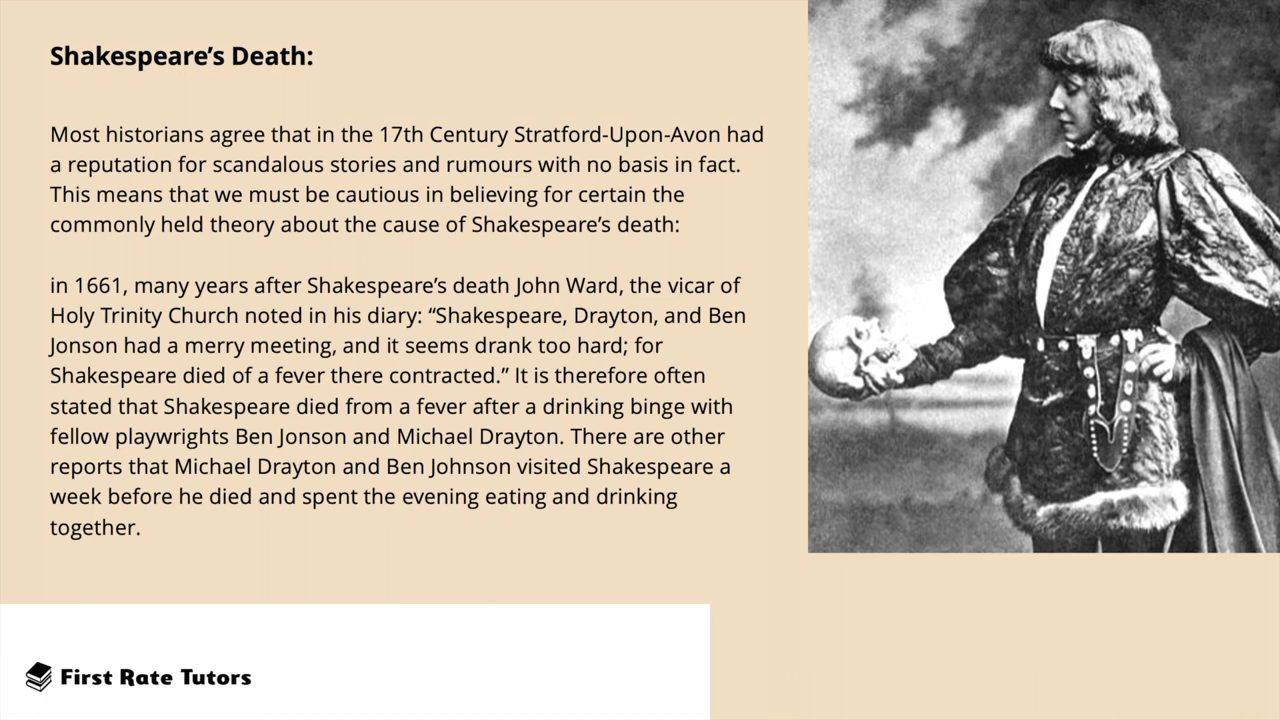 Shakespeare’s Death:
Most historians agree that in the 17th Century Stratford-Upon-Avon had
a reputation for scandalous stories and rumours with no basis in fact.
This means that we must be cautious in believing for certain the
commonly held theory about the cause of Shakespeare’s death:
in 1661, many years after Shakespeare’s death John Ward, the vicar of
Holy Trinity Church noted in his diary: “Shakespeare, Drayton, and Ben
Jonson had a merry meeting, and it seems drank too hard; for
Shakespeare died of a fever there contracted.” It is therefore often
stated that Shakespeare died from a fever after a drinking binge with
fellow playwrights Ben Jonson and Michael Drayton. There are other
reports that Michael Drayton and Ben Johnson visited Shakespeare a
week before he died and spent the evening eating and drinking
together.
First Rate Tutors